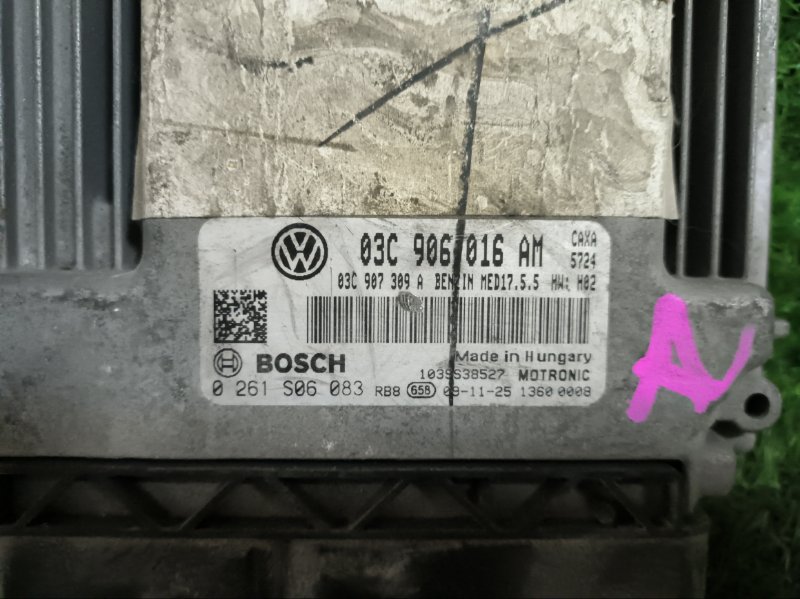 03C 906 016 AM CAXA
5724
03C 907 309 A BENZIN MED17.5.5 HW: H02
BOSCH Made in Hungary
1039S38527 MOTRONIC
0 261 S06 083 RB8 658 09-11-25 1360 0008
A